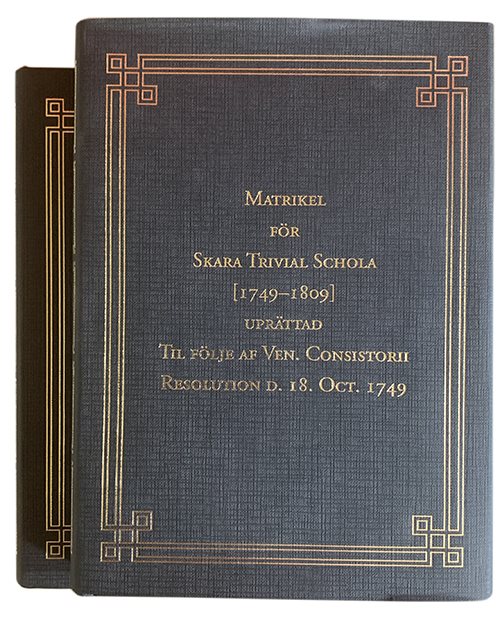 Matrikel
för
Skara Trivial Schola
[1749–1809]
uprättad
Til följe af Ven. Consistorii
Resolution d. 18. Oct. 1749